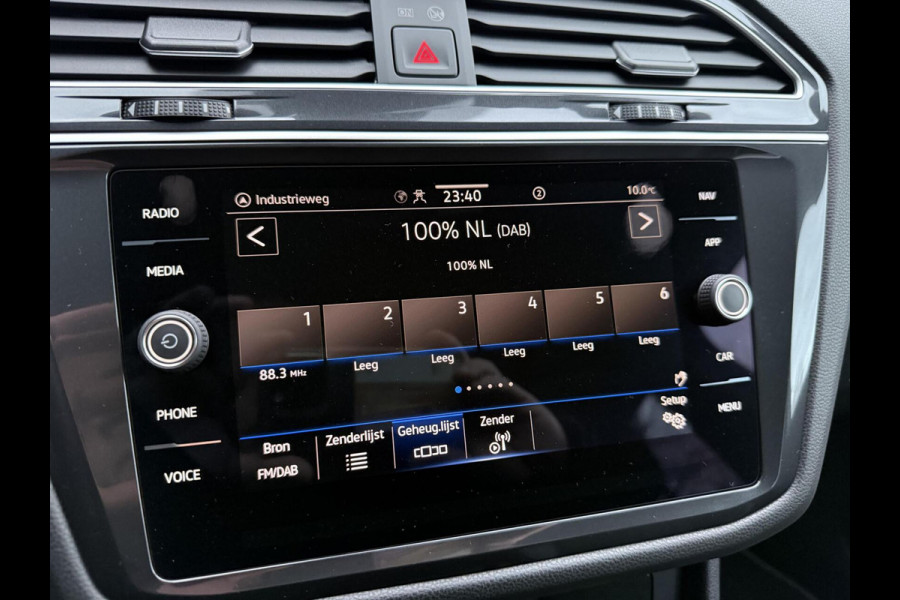 RADIO
MEDIA
PHONE
VOICE
Industrieweg
23:40
2
10.0°C
100% NL (DAB)
100% NL
1 2 3 4 5 6
88.3 MHz Leeg Leeg Leeg Leeg Leeg
Setup
Bron Zenderlijst Geheug.lijst Zender
FM/DAB
NAV
APP
CAR
MENU